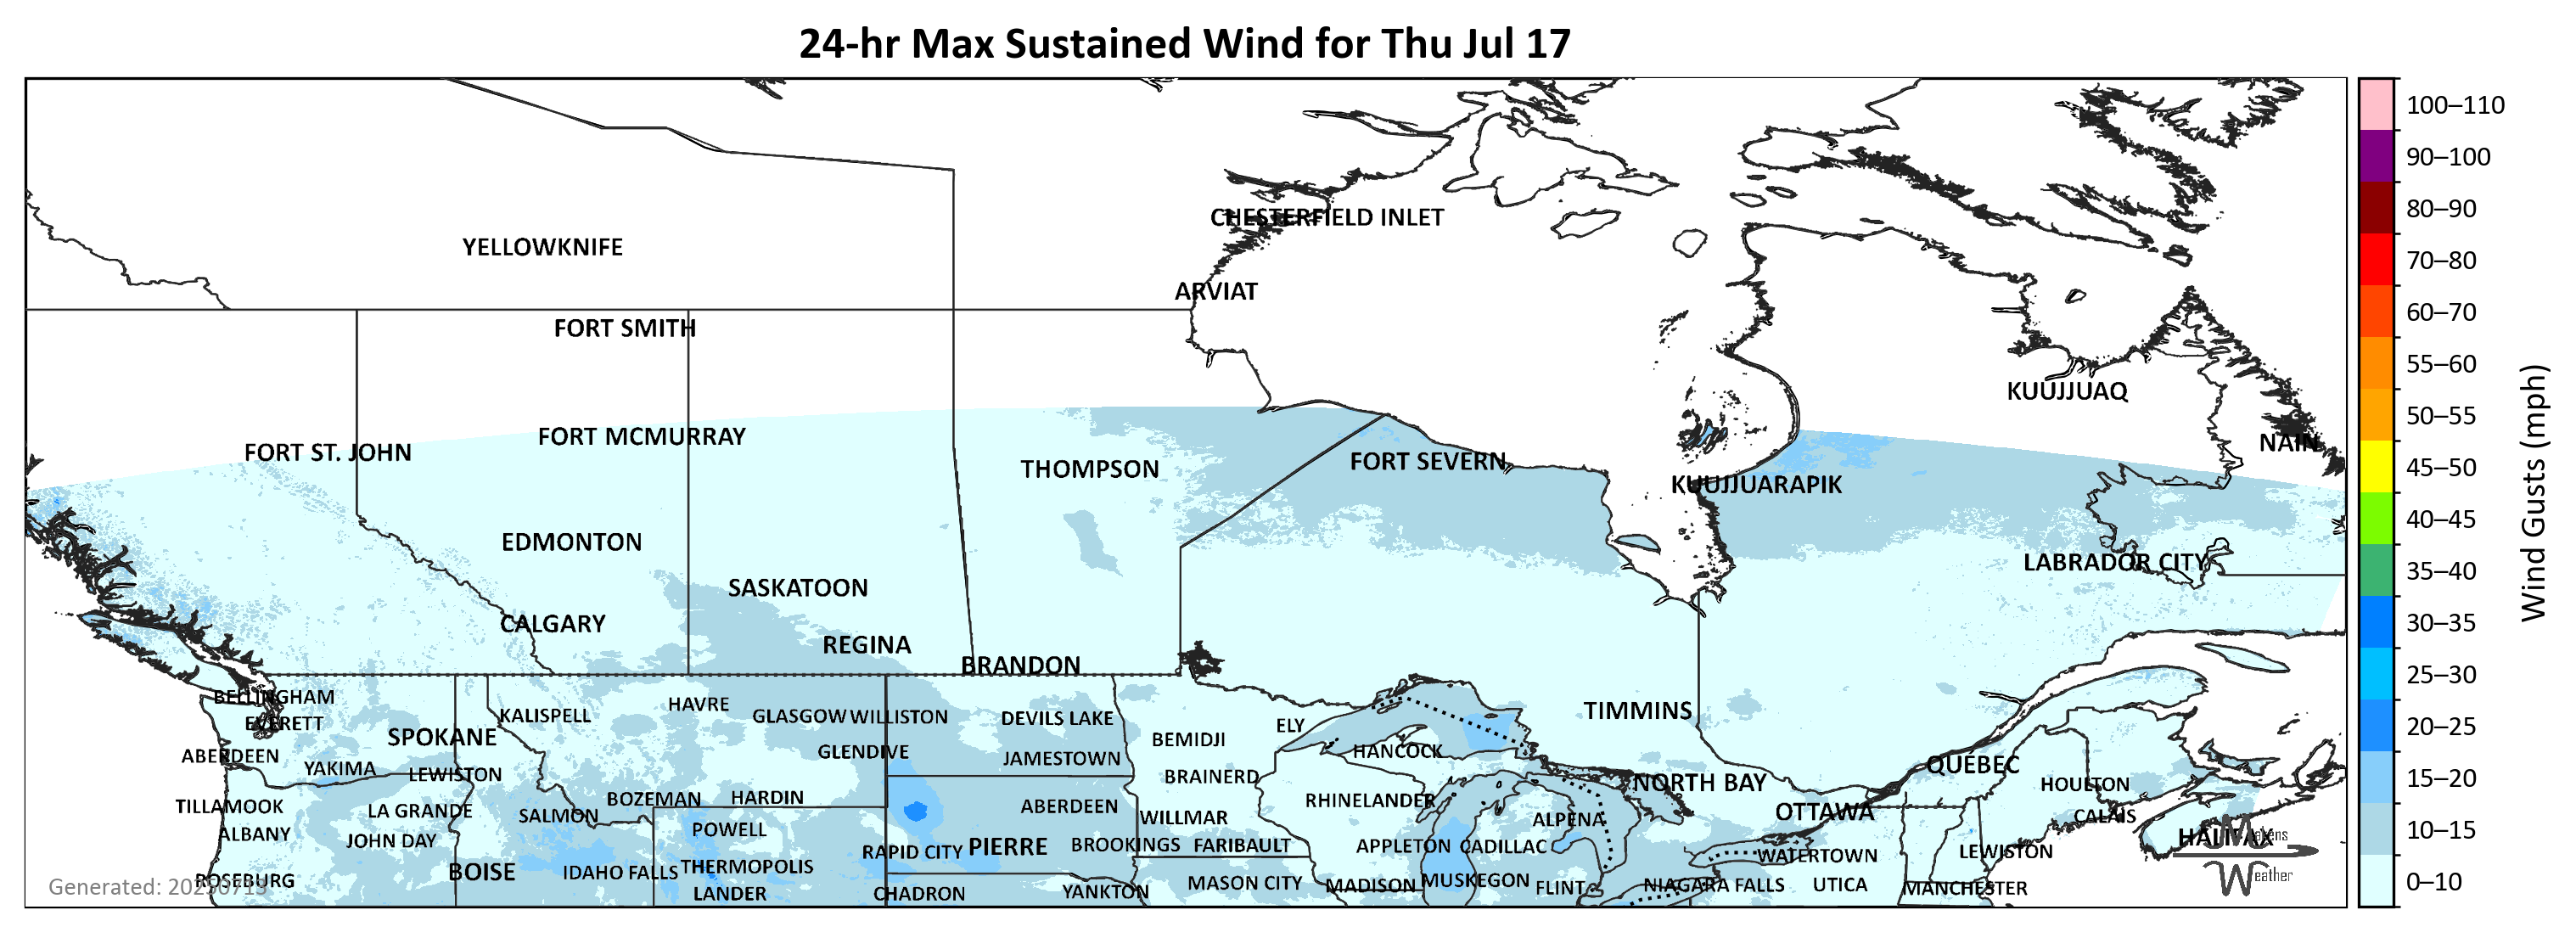 24-hr Max Sustained Wind for Thu Jul 17
100–110
90–100
80–90
70–80
60–70
55–60
50–55
45–50
40–45
35–40
30–35
25–30
20–25
15–20
10–15
0–10
Wind Gusts (mph)
CHESTERFIELD INLET
YELLOWKNIFE
ARVIAT
FORT SMITH
KUUJJUAQ
FORT MCMURRAY
NAIN
FORT ST. JOHN
FORT SEVERN
THOMPSON
KUUJJUARAPIK
EDMONTON
LABRADOR CITY
SASKATOON
CALGARY
REGINA
BRANDON
BELLINGHAM
HAVRE
TIMMINS
KALISPELL
GLASGOW
WILLISTON
DEVILS LAKE
EVERETT
ELY
SPOKANE
BEMIDJI
GLENDIVE
HANCOCK
ABERDEEN
JAMESTOWN
QUÉBEC
YAKIMA
LEWISTON
BRAINERD
NORTH BAY
HOULTON
BOZEMAN
HARDIN
RHINELANDER
TILLAMOOK
LA GRANDE
ABERDEEN
SALMON
OTTAWA
CALAIS
WILLMAR
ALPENA
ALBANY
POWELL
HALIFAX
Makens
Weather
JOHN DAY
PIERRE
BROOKINGS
FARIBAULT
APPLETON
CADILLAC
RAPID CITY
LEWISTON
WATERTOWN
THERMOPOLIS
BOISE
IDAHO FALLS
ROSEBURG
MUSKEGON
MASON CITY
MADISON
NIAGARA FALLS
UTICA
Generated: 20250713
FLINT
MANCHESTER
LANDER
CHADRON
YANKTON